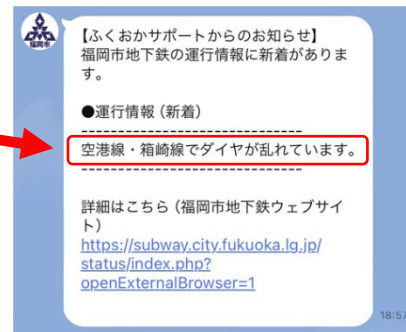 福岡市
【ふくおかサポートからのお知らせ】
福岡市地下鉄の運行情報に新着がありま
す。
●運行情報（新着）
------------------------------
空港線・箱崎線でダイヤが乱れています。
------------------------------
詳細はこちら（福岡市地下鉄ウェブサイ
ト）
https://subway.city.fukuoka.lg.jp/
status/index.php?
openExternalBrowser=1
18:57